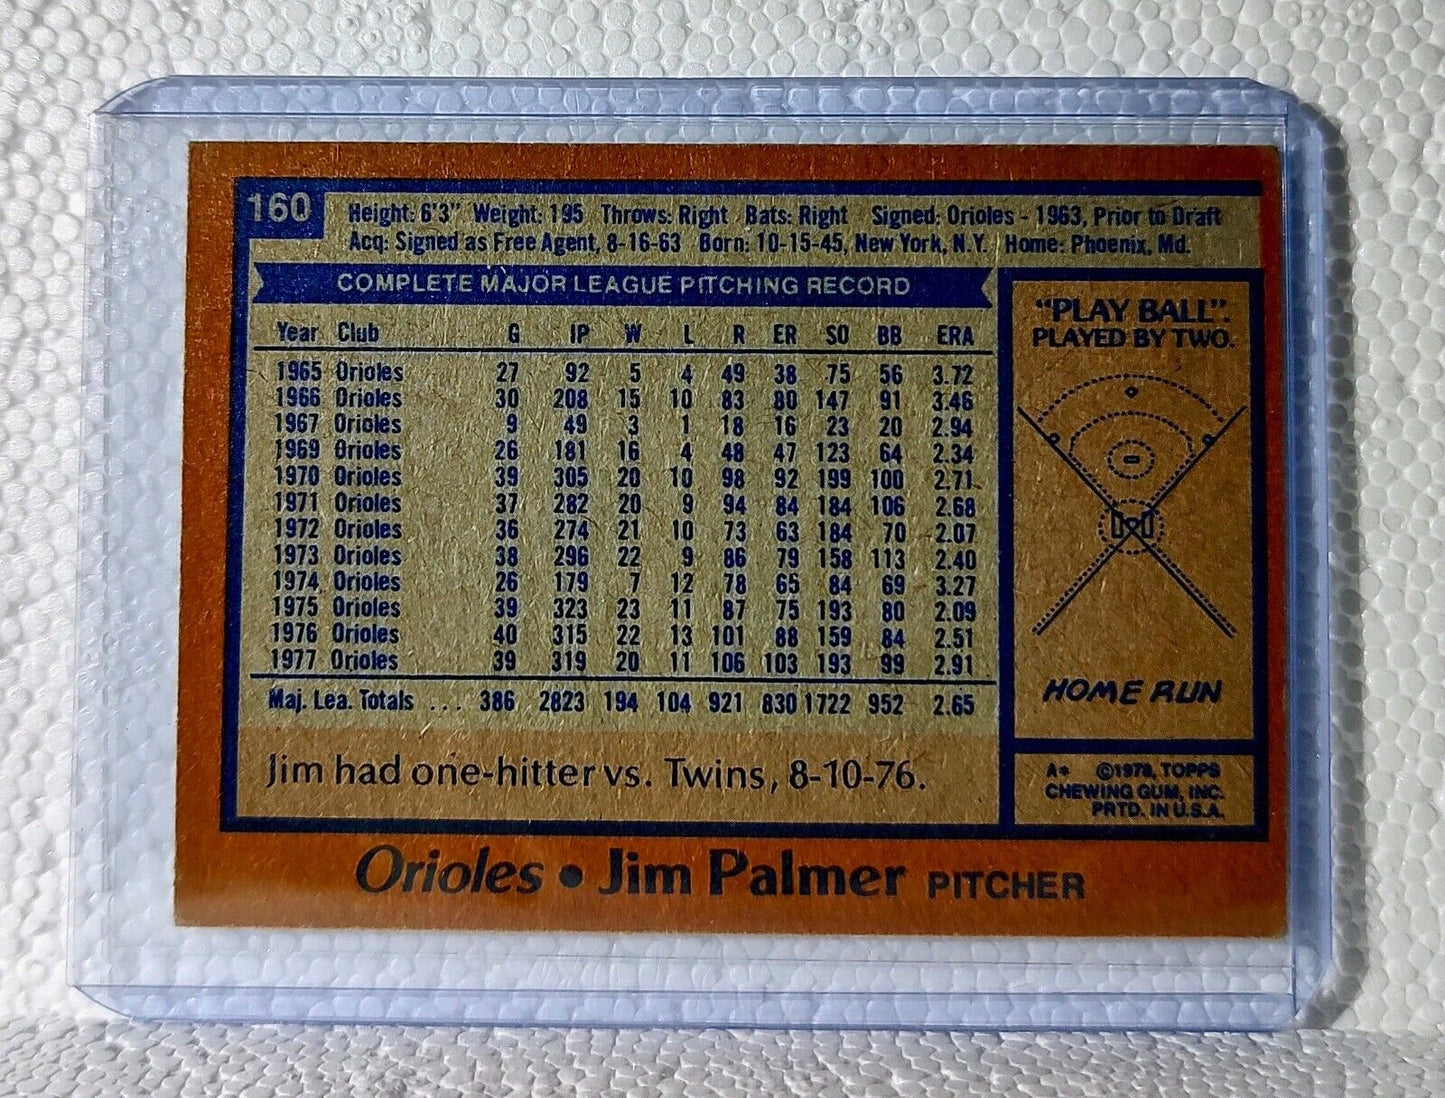 160
Height: 6'3" Weight: 195 Throws: Right Bats: Right Signed: Orioles - 1963, Prior to Draft
Acq: Signed as Free Agent, 8-16-63 Born: 10-15-45, New York, N.Y. Home: Phoenix, Md.
COMPLETE MAJOR LEAGUE PITCHING RECORD
Year Club G IP W L R ER SO BB ERA
1965 Orioles 27 92 5 4 49 38 75 56 3.72
1966 Orioles 30 208 15 10 83 80 147 91 3.46
1967 Orioles 9 49 3 1 18 16 23 20 2.94
1969 Orioles 26 181 16 4 48 47 123 64 2.34
1970 Orioles 39 305 20 10 98 92 199 100 2.71
1971 Orioles 37 282 20 9 94 84 184 106 2.68
1972 Orioles 36 274 21 10 73 63 184 70 2.07
1973 Orioles 38 296 22 9 86 79 158 113 2.40
1974 Orioles 26 179 7 12 78 65 84 69 3.27
1975 Orioles 39 323 23 11 87 75 193 80 2.09
1976 Orioles 40 315 22 13 101 88 159 84 2.51
1977 Orioles 39 319 20 11 106 103 193 99 2.91
Maj. Lea. Totals ... 386 2823 194 104 921 830 1722 952 2.65
Jim had one-hitter vs. Twins, 8-10-76.
"PLAY BALL".
PLAYED BY TWO.
HOME RUN
A* ©1978, TOPPS
CHEWING GUM, INC.
PRTD. IN U.S.A.
Orioles • Jim Palmer PITCHER